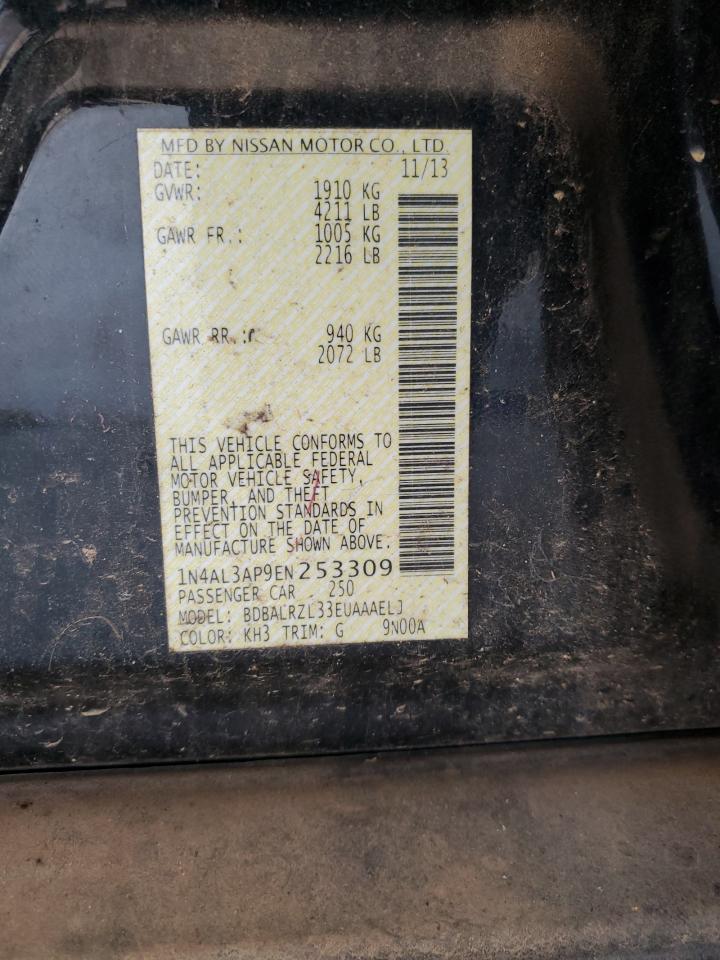 MFD BY NISSAN MOTOR CO., LTD.
DATE: 11/13
GVWR: 1910 KG
4211 LB
GAWR FR.: 1005 KG
2216 LB
GAWR RR.: 940 KG
2072 LB
THIS VEHICLE CONFORMS TO
ALL APPLICABLE FEDERAL
MOTOR VEHICLE SAFETY,
BUMPER, AND THEFT
PREVENTION STANDARDS IN
EFFECT ON THE DATE OF
MANUFACTURE SHOWN ABOVE.
1N4AL3AP9EN253309
PASSENGER CAR 250
MODEL: BDBALRZL33EUAAAELJ
COLOR: KH3 TRIM: G 9N00A